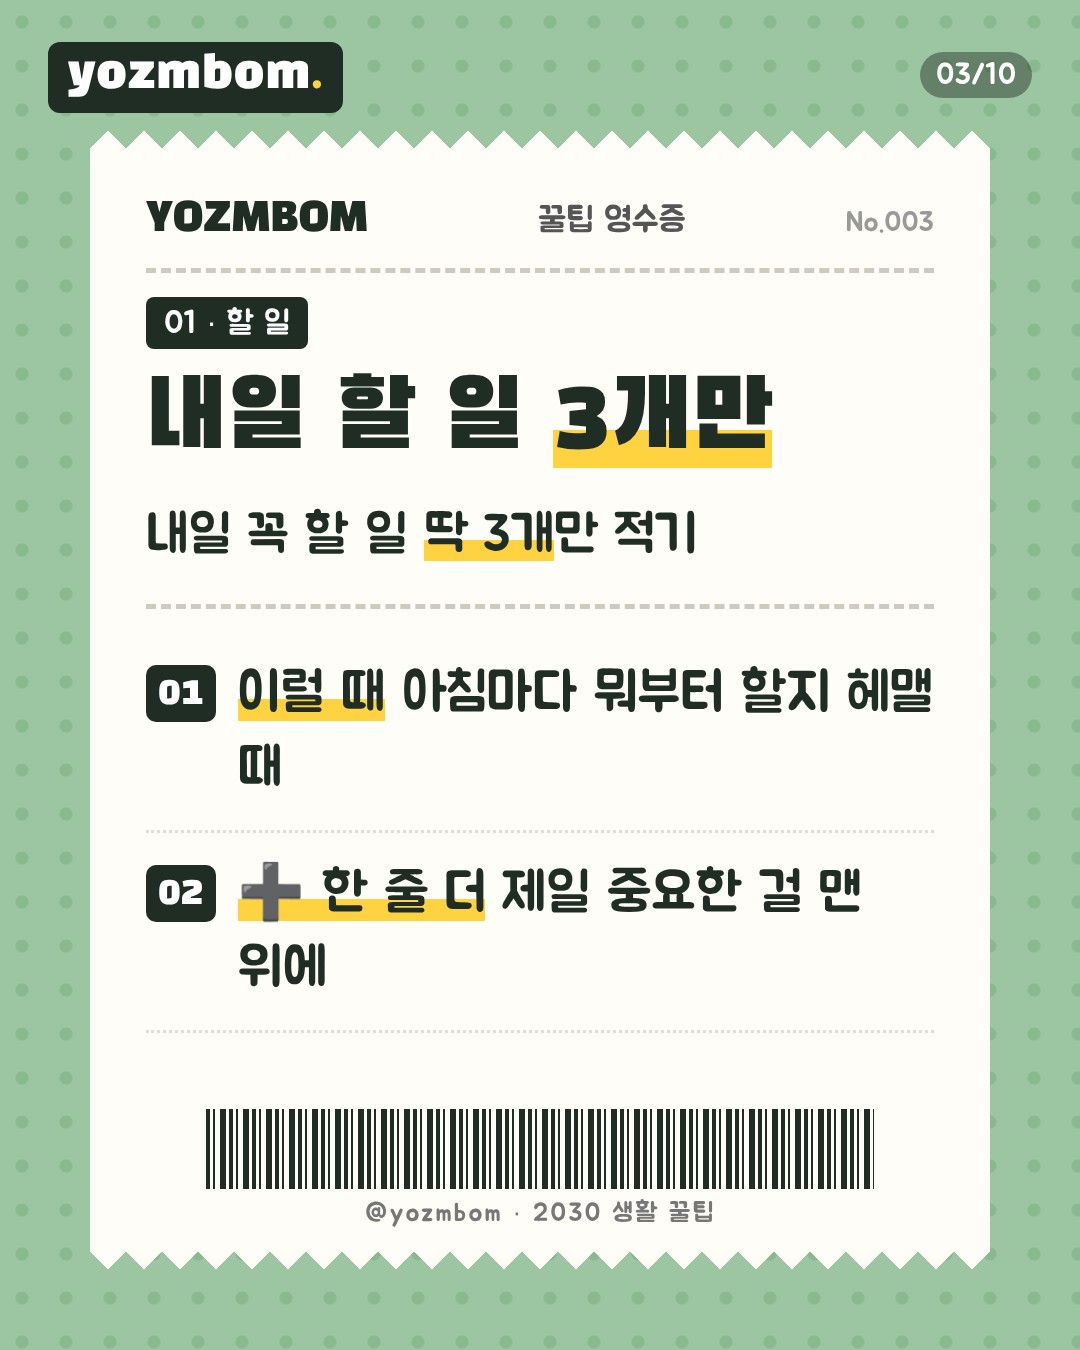 yozmbom.
03/10
YOZMBOM 꿀팁 영수증 No.003
01 · 할 일
내일 할 일 3개만
내일 꼭 할 일 딱 3개만 적기
01 이럴 때 아침마다 뭐부터 할지 헤맬
때
02 ➕ 한 줄 더 제일 중요한 걸 맨
위에
@yozmbom · 2030 생활 꿀팁